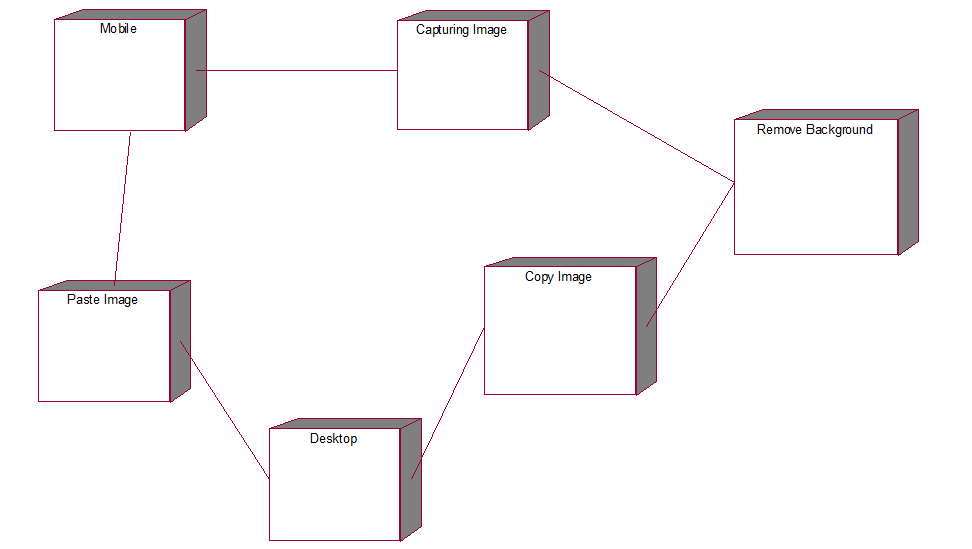 Mobile
Capturing Image
Remove Background
Copy Image
Paste Image
Desktop